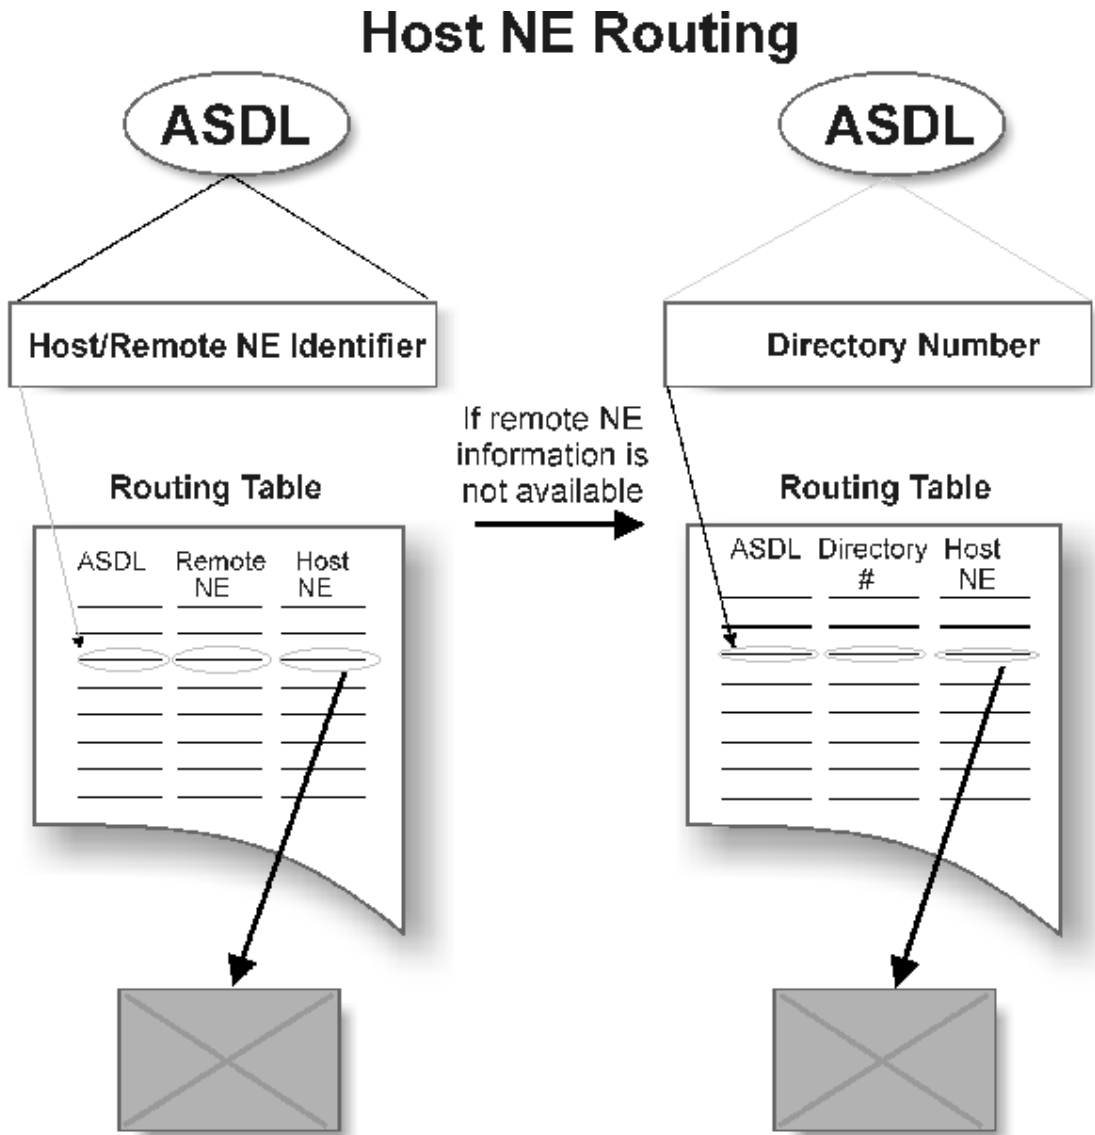 Host NE Routing
ASDL
Host/Remote NE Identifier
Routing Table
ASDL Remote Host
NE NE
If remote NE
information is
not available
ASDL
Directory Number
Routing Table
ASDL Directory Host
# NE